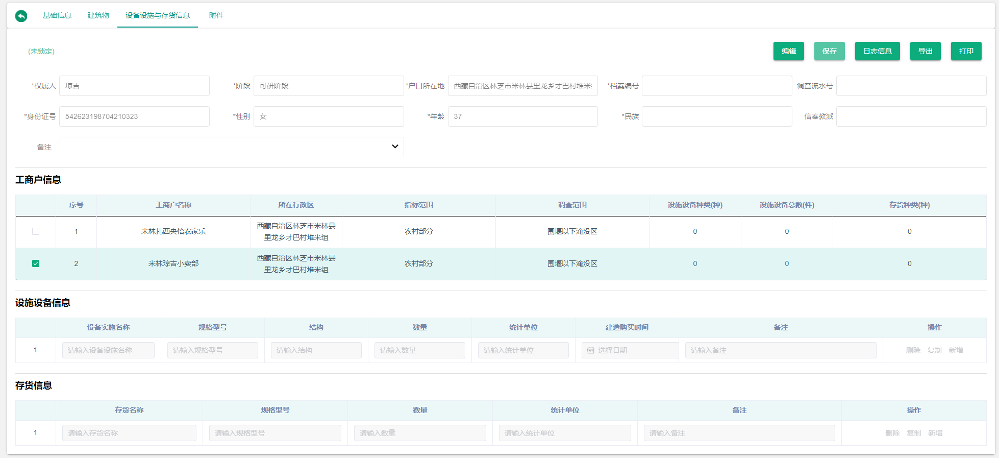 基础信息 建筑物 设备设施与存货信息 附件
(未锁定) 编辑 保存 日志信息 导出 打印
*权属人 琼吉 *阶段 可研阶段 *户口所在地 西藏自治区林芝市米林县里龙乡才巴村堆米 *档案编号 调查流水号
*身份证号 542623198704210323 *性别 女 *年龄 37 *民族 信奉教派
备注
工商户信息
序号 工商户名称 所在行政区 指标范围 调查范围 设施设备种类(种) 设施设备总数(件) 存货种类(种)
1 米林扎西央恰农家乐 西藏自治区林芝市米林县 农村部分 围堰以下淹没区 0 0 0
里龙乡才巴村堆米组
2 米林琼吉小卖部 西藏自治区林芝市米林县 农村部分 围堰以下淹没区 0 0 0
里龙乡才巴村堆米组
设施设备信息
设备实施名称 规格型号 结构 数量 统计单位 建造购买时间 备注 操作
1 请输入设备设施名称 请输入规格型号 请输入结构 请输入数量 请输入统计单位 选择日期 请输入备注 删除 复制 新增
存货信息
存货名称 规格型号 数量 统计单位 备注 操作
1 请输入存货名称 请输入规格型号 请输入数量 请输入统计单位 请输入备注 删除 复制 新增